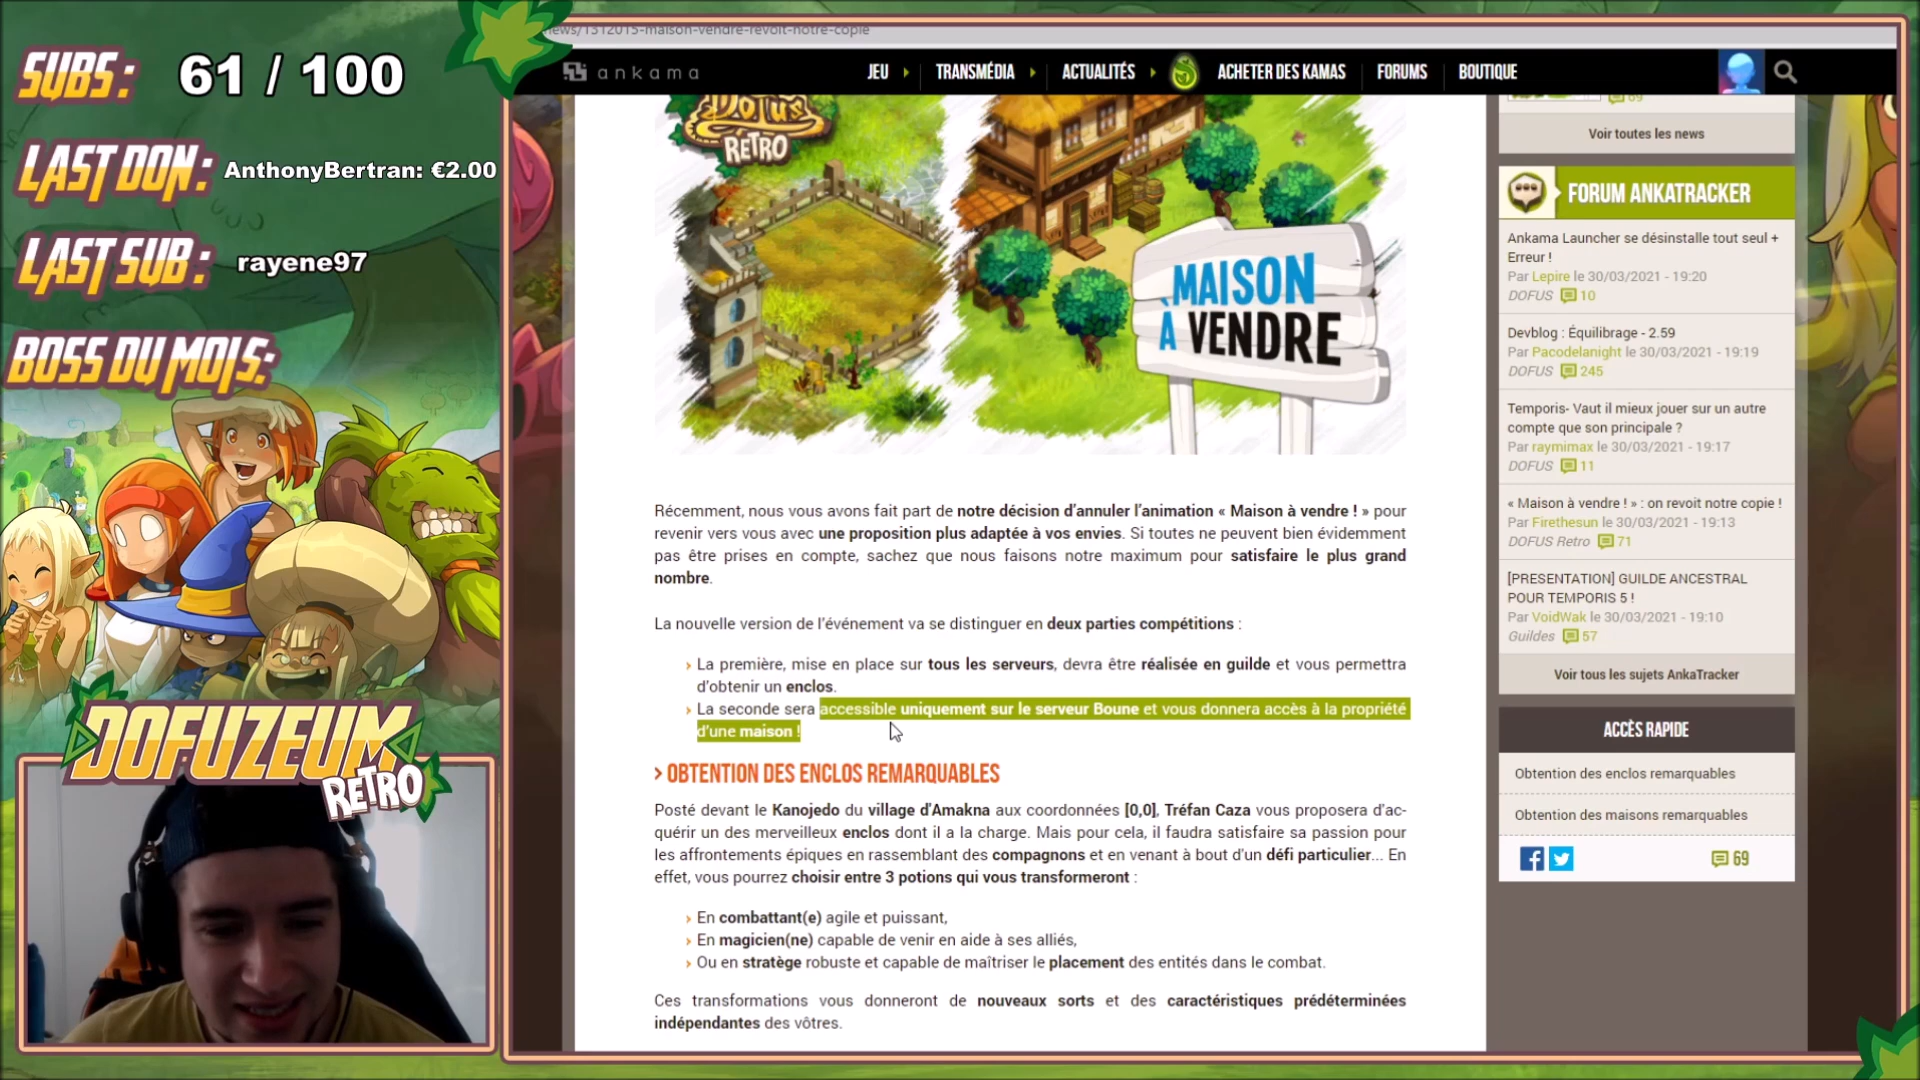 SUBS: 61 / 100
LAST DON: AnthonyBertran: €2.00
LAST SUB: rayene97
BOSS DU MOIS:
DOFUZEUM
RETRO
news/1312015-maison-vendre-revoit-notre-copie
ankama JEU TRANSMÉDIA ACTUALITÉS ACHETER DES KAMAS FORUMS BOUTIQUE
DOFUS
RETRO
MAISON
À VENDRE
Récemment, nous vous avons fait part de notre décision d'annuler l'animation « Maison à vendre ! » pour
revenir vers vous avec une proposition plus adaptée à vos envies. Si toutes ne peuvent bien évidemment
pas être prises en compte, sachez que nous faisons notre maximum pour satisfaire le plus grand
nombre.
La nouvelle version de l'événement va se distinguer en deux parties compétitions :
› La première, mise en place sur tous les serveurs, devra être réalisée en guilde et vous permettra
d'obtenir un enclos.
› La seconde sera accessible uniquement sur le serveur Boune et vous donnera accès à la propriété
d'une maison !
› OBTENTION DES ENCLOS REMARQUABLES
Posté devant le Kanojedo du village d'Amakna aux coordonnées [0,0], Tréfan Caza vous proposera d'ac-
quérir un des merveilleux enclos dont il a la charge. Mais pour cela, il faudra satisfaire sa passion pour
les affrontements épiques en rassemblant des compagnons et en venant à bout d'un défi particulier... En
effet, vous pourrez choisir entre 3 potions qui vous transformeront :
› En combattant(e) agile et puissant,
› En magicien(ne) capable de venir en aide à ses alliés,
› Ou en stratège robuste et capable de maîtriser le placement des entités dans le combat.
Ces transformations vous donneront de nouveaux sorts et des caractéristiques prédéterminées
indépendantes des vôtres.
69
Voir toutes les news
FORUM ANKATRACKER
Ankama Launcher se désinstalle tout seul +
Erreur !
Par Lepire le 30/03/2021 - 19:20
DOFUS 10
Devblog : Équilibrage - 2.59
Par Pacodelanight le 30/03/2021 - 19:19
DOFUS 245
Temporis- Vaut il mieux jouer sur un autre
compte que son principale ?
Par raymimax le 30/03/2021 - 19:17
DOFUS 11
« Maison à vendre ! » : on revoit notre copie !
Par Firethesun le 30/03/2021 - 19:13
DOFUS Retro 71
[PRESENTATION] GUILDE ANCESTRAL
POUR TEMPORIS 5 !
Par VoidWak le 30/03/2021 - 19:10
Guildes 57
Voir tous les sujets AnkaTracker
ACCÈS RAPIDE
Obtention des enclos remarquables
Obtention des maisons remarquables
69